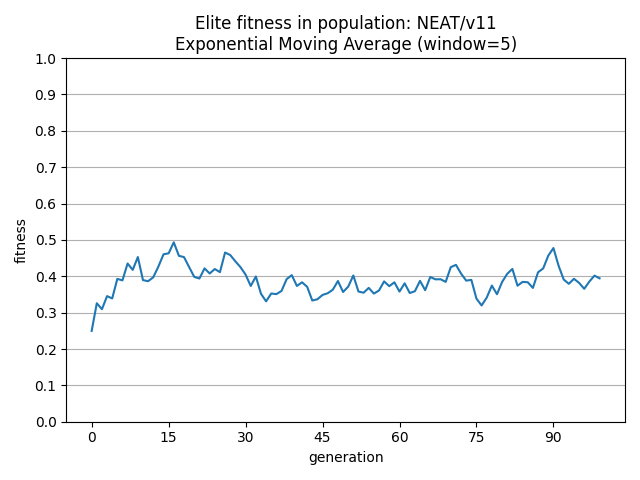 Elite fitness in population: NEAT/v11
Exponential Moving Average (window=5)
1.0
0.9
0.8
0.7
0.6
0.5
0.4
0.3
0.2
0.1
0.0
fitness
0 15 30 45 60 75 90
generation